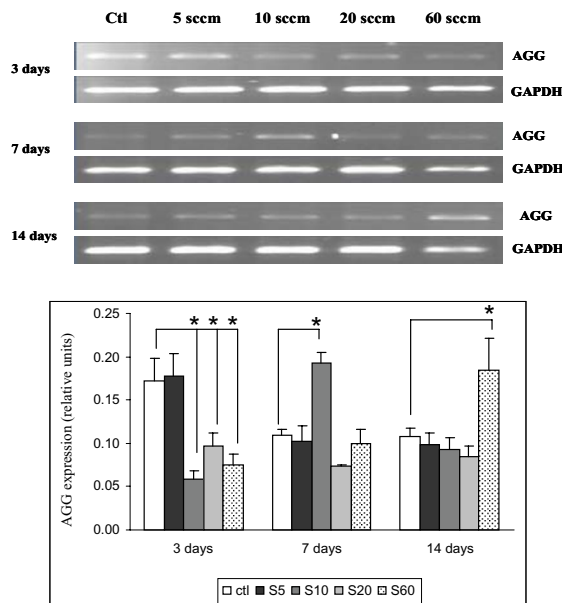 Ctl 5 sccm 10 sccm 20 sccm 60 sccm
3 days
AGG
GAPDH
7 days
AGG
GAPDH
14 days
AGG
GAPDH
AGG expression (relative units)
0.25
0.20
0.15
0.10
0.05
0.00
* * *
*
*
3 days 7 days 14 days
ctl S5 S10 S20 S60